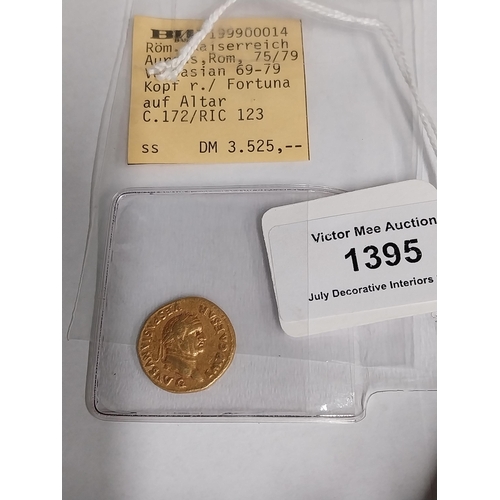 199900014
Röm. Kaiserreich
Aureus, Rom, 75/79
Vespasian 69-79
Kopf r./ Fortuna
auf Altar
C.172/RIC 123
ss DM 3.525,--
Victor Mee Auction
1395
July Decorative Interiors